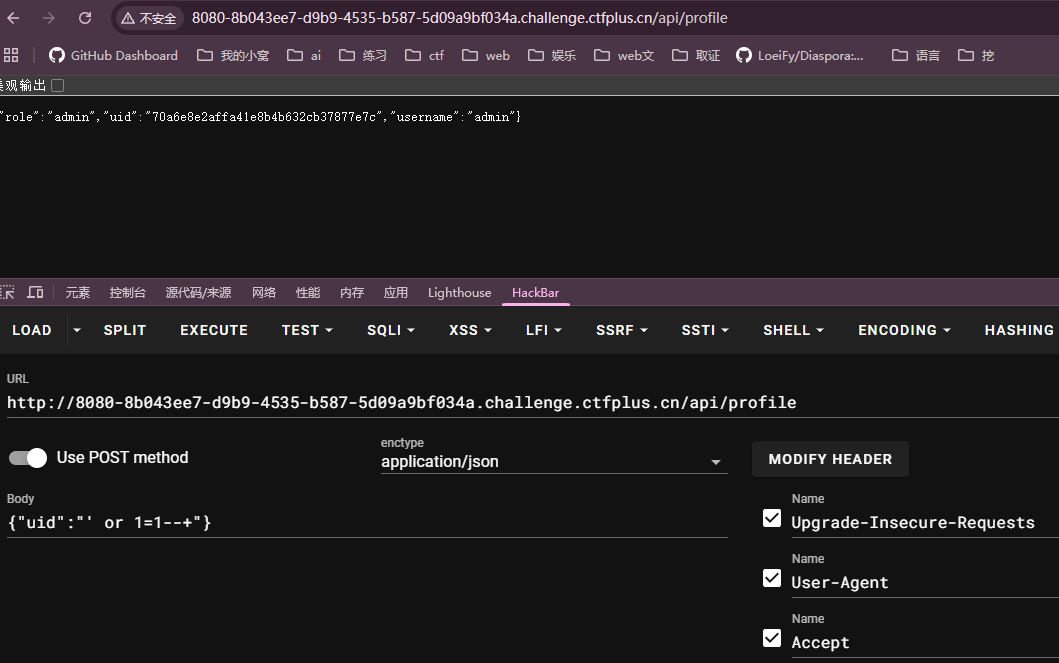 不安全 8080-8b043ee7-d9b9-4535-b587-5d09a9bf034a.challenge.ctfplus.cn/api/profile
GitHub Dashboard 我的小窝 ai 练习 ctf web 娱乐 web文 取证 LoeiFy/Diaspora:... 语言 挖
美观输出
"role":"admin","uid":"70a6e8e2affa41e8b4b632cb37877e7c","username":"admin"}
元素 控制台 源代码/来源 网络 性能 内存 应用 Lighthouse HackBar
LOAD SPLIT EXECUTE TEST SQLI XSS LFI SSRF SSTI SHELL ENCODING HASHING
URL
http://8080-8b043ee7-d9b9-4535-b587-5d09a9bf034a.challenge.ctfplus.cn/api/profile
Use POST method
enctype
application/json
MODIFY HEADER
Body
{"uid":"' or 1=1--+"}
Name
Upgrade-Insecure-Requests
Name
User-Agent
Name
Accept